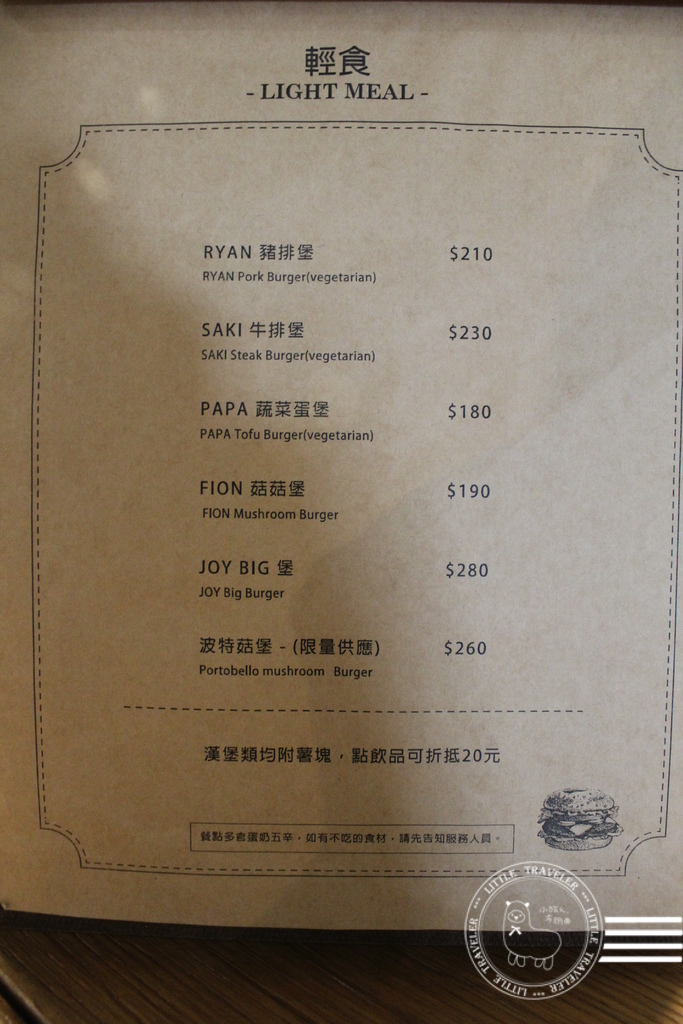 輕食
- LIGHT MEAL -
RYAN 豬排堡 $210
RYAN Pork Burger(vegetarian)
SAKI 牛排堡 $230
SAKI Steak Burger(vegetarian)
PAPA 蔬菜蛋堡 $180
PAPA Tofu Burger(vegetarian)
FION 菇菇堡 $190
FION Mushroom Burger
JOY BIG 堡 $280
JOY Big Burger
波特菇堡 - (限量供應) $260
Portobello mushroom Burger
漢堡類均附薯塊，點飲品可折抵20元
餐點多含蛋奶五辛，如有不吃的食材，請先告知服務人員。
LITTLE TRAVELER ••• LITTLE TRAVELER ••• LITTLE TRAVELER •••